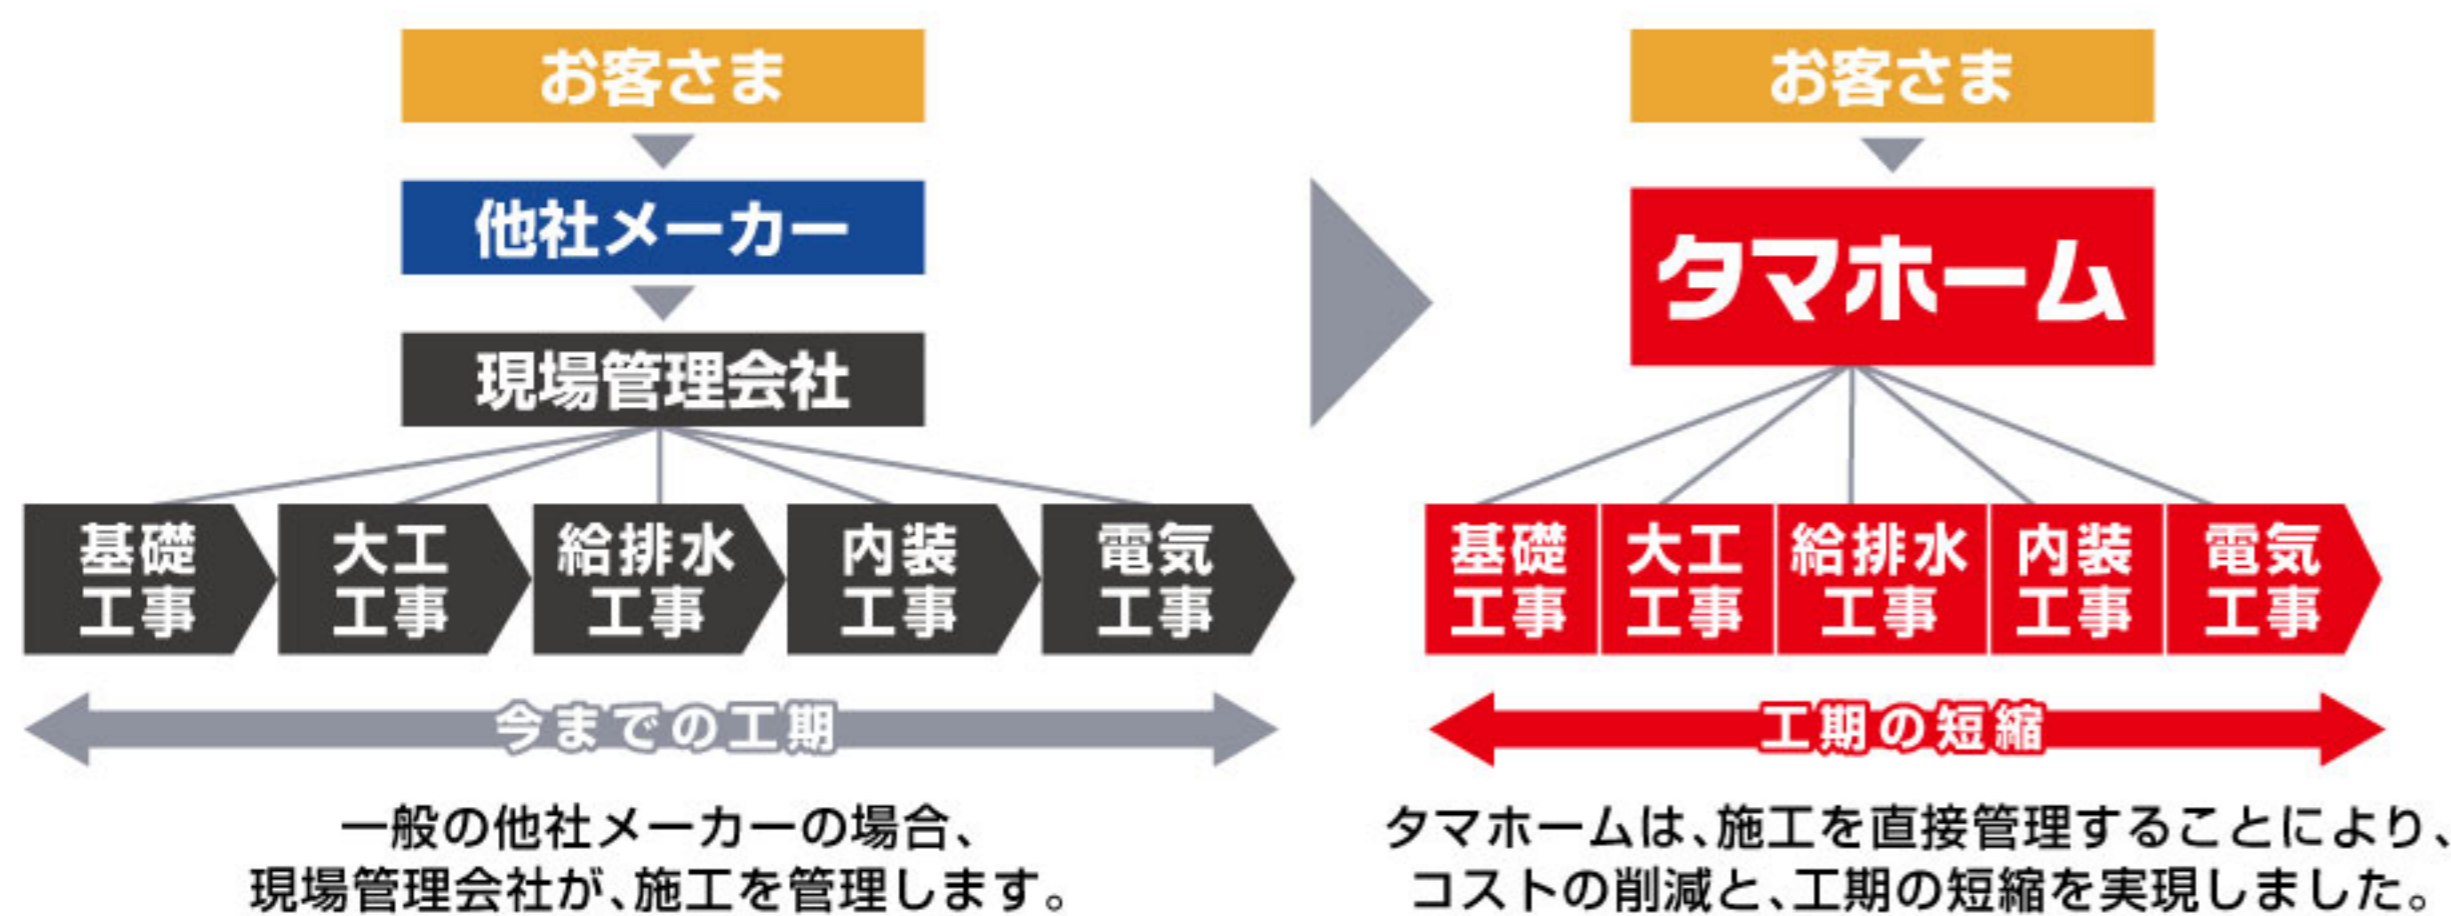 お客さま
他社メーカー
現場管理会社
基礎
工事
大工
工事
給排水
工事
内装
工事
電気
工事
今までの工期
一般の他社メーカーの場合、
現場管理会社が、施工を管理します。
お客さま
タマホーム
基礎
工事
大工
工事
給排水
工事
内装
工事
電気
工事
工期の短縮
タマホームは、施工を直接管理することにより、
コストの削減と、工期の短縮を実現しました。